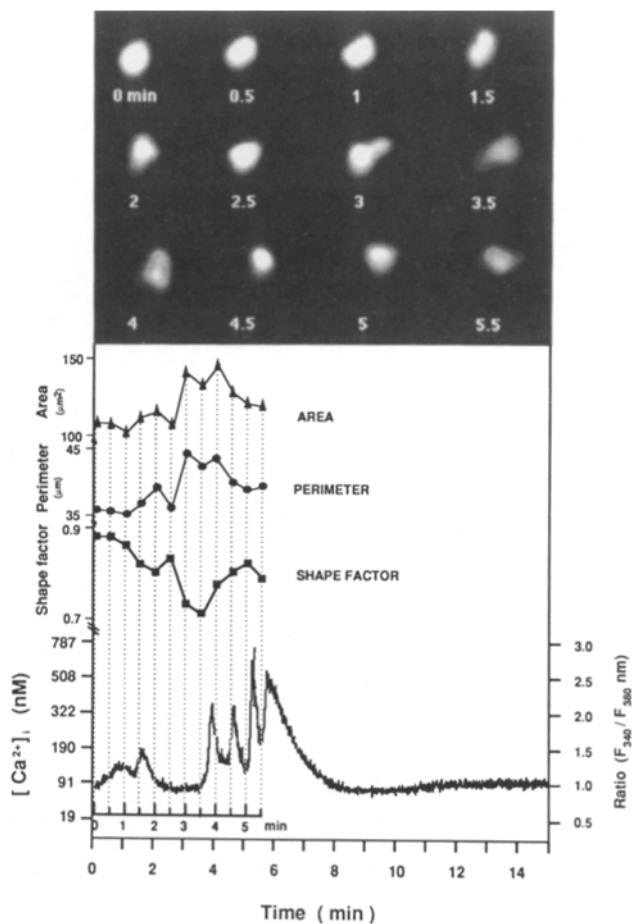 0 min 0.5 1 1.5
2 2.5 3 3.5
4 4.5 5 5.5
150
Area
(μm²)
100
AREA
45
Perimeter
(μm)
35
PERIMETER
0.9
Shape factor
0.7
SHAPE FACTOR
787
508
322
190
91
19
[Ca²⁺]i (nM)
3.0
2.5
2.0
1.5
1.0
0.5
Ratio (F340/F380 nm)
0 1 2 3 4 5 min
0 2 4 6 8 10 12 14
Time (min)